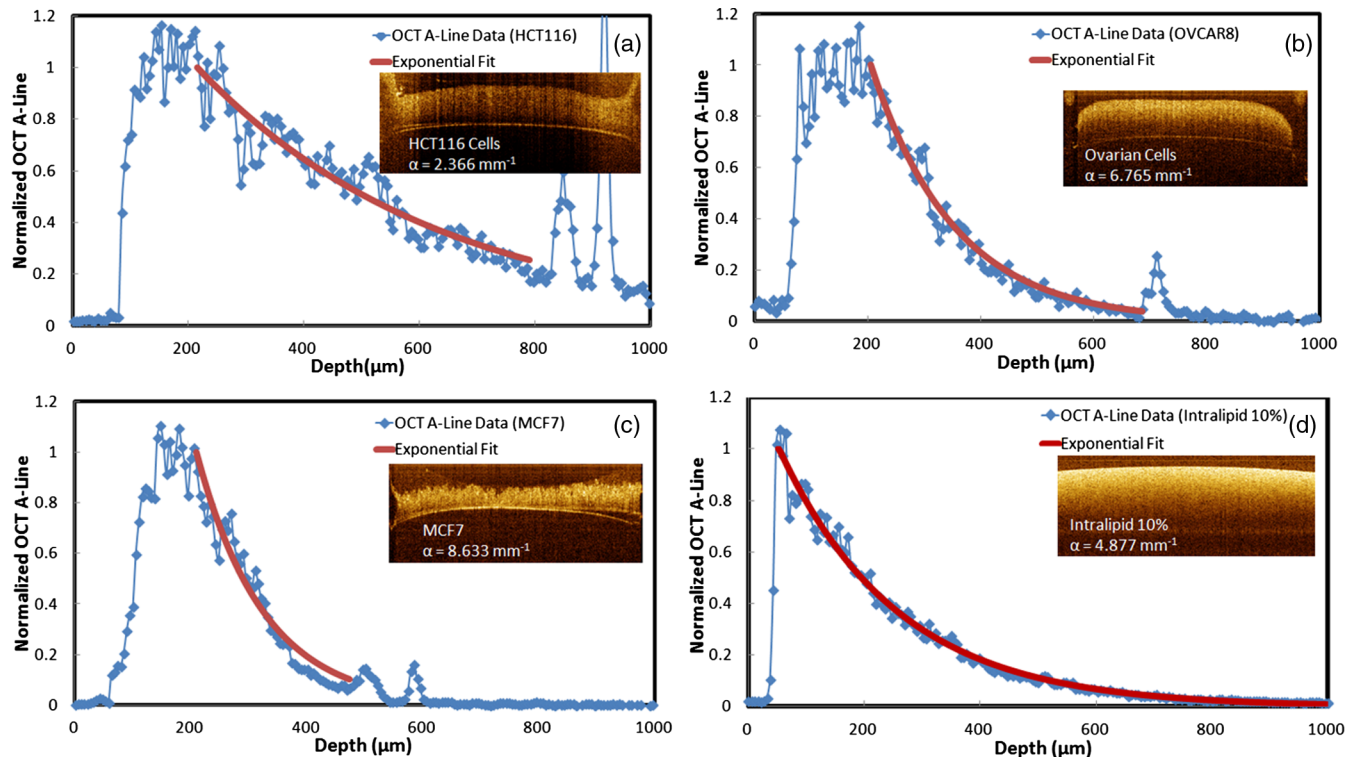 (a)
OCT A-Line Data (HCT116)
Exponential Fit
HCT116 Cells
α = 2.366 mm⁻¹
Normalized OCT A-Line
1.2
1
0.8
0.6
0.4
0.2
0
0 200 400 600 800 1000
Depth(μm)
(b)
OCT A-Line Data (OVCAR8)
Exponential Fit
Ovarian Cells
α = 6.765 mm⁻¹
Normalized OCT A-Line
1.2
1
0.8
0.6
0.4
0.2
0
0 200 400 600 800 1000
Depth (μm)
(c)
OCT A-Line Data (MCF7)
Exponential Fit
MCF7
α = 8.633 mm⁻¹
Normalized OCT A-Line
1.2
1
0.8
0.6
0.4
0.2
0
0 200 400 600 800 1000
Depth (μm)
(d)
OCT A-Line Data (Intralipid 10%)
Exponential Fit
Intralipid 10%
α = 4.877 mm⁻¹
Normalized OCT A-Line
1.2
1
0.8
0.6
0.4
0.2
0
0 200 400 600 800 1000
Depth (μm)